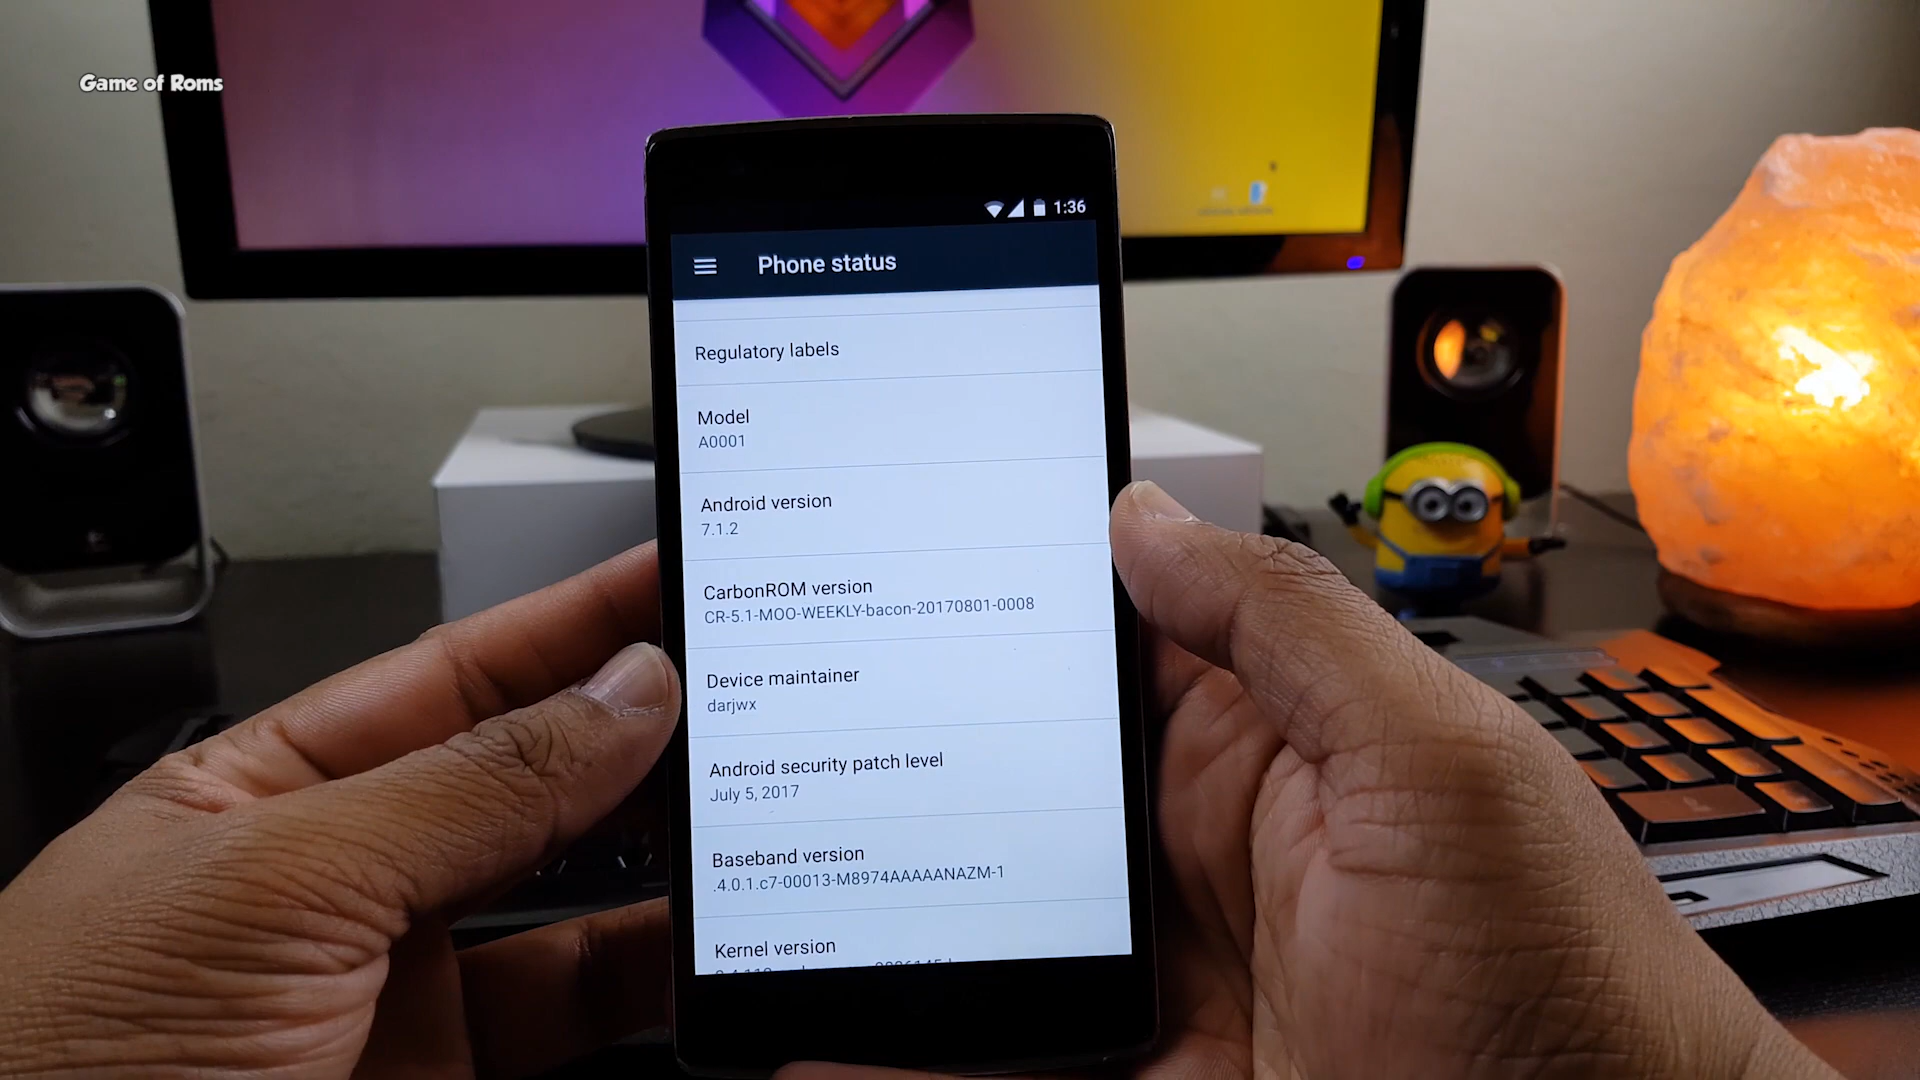 Game of Roms
1:36
Phone status
Regulatory labels
Model
A0001
Android version
7.1.2
CarbonROM version
CR-5.1-MOO-WEEKLY-bacon-20170801-0008
Device maintainer
darjwx
Android security patch level
July 5, 2017
Baseband version
.4.0.1.c7-00013-M8974AAAAANAZM-1
Kernel version